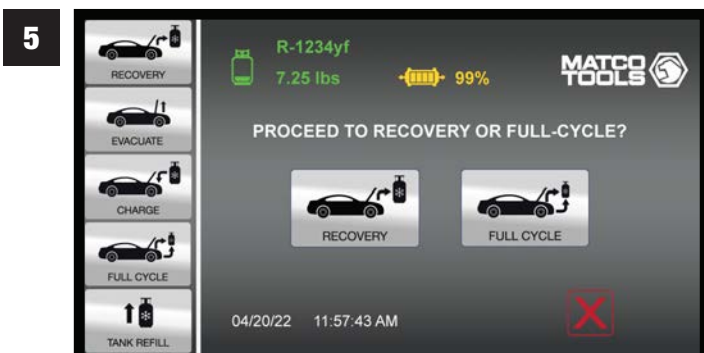 5
RECOVERY
EVACUATE
CHARGE
FULL CYCLE
TANK REFILL
R-1234yf
7.25 lbs
99%
MATCO
TOOLS
PROCEED TO RECOVERY OR FULL-CYCLE?
RECOVERY
FULL CYCLE
04/20/22 11:57:43 AM